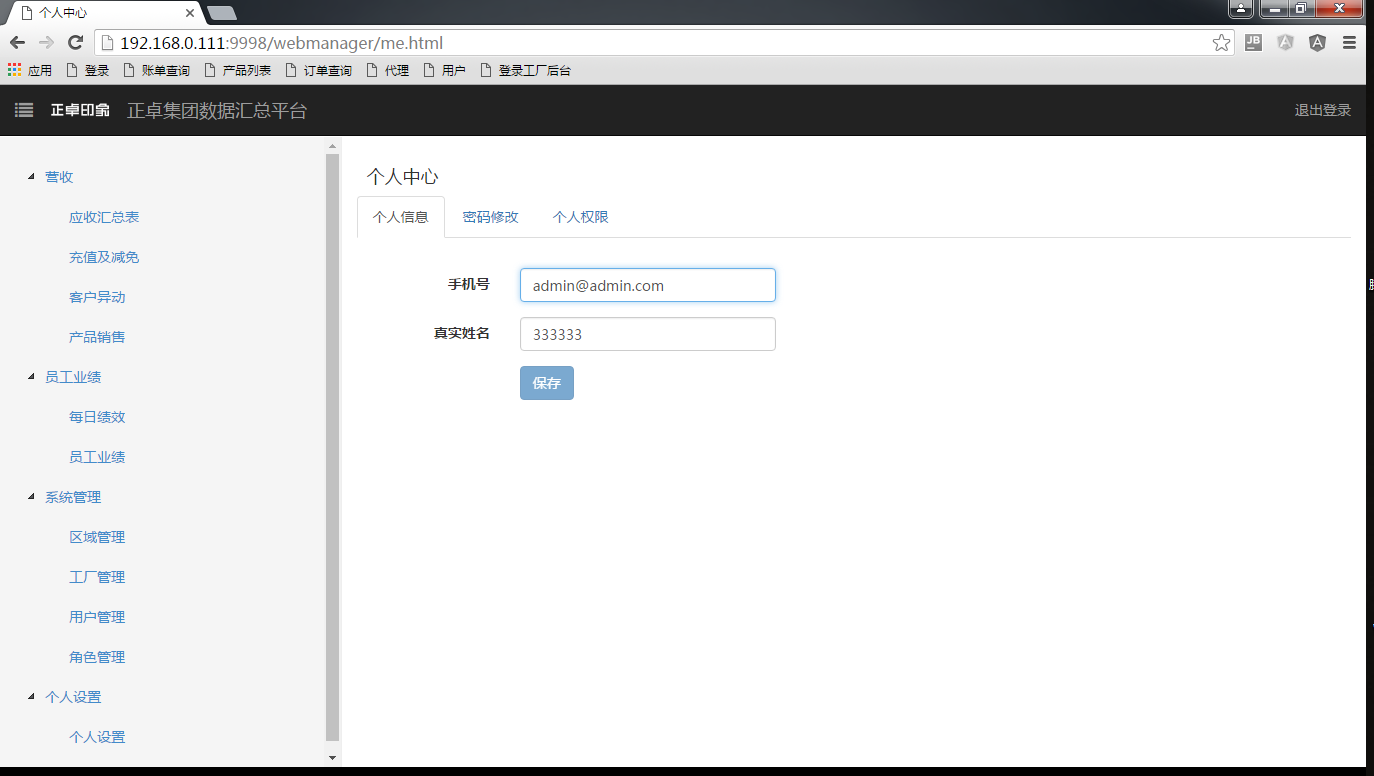 个人中心
192.168.0.111:9998/webmanager/me.html
JB
应用 登录 账单查询 产品列表 订单查询 代理 用户 登录工厂后台
正卓印象 正卓集团数据汇总平台 退出登录
营收
应收汇总表
充值及减免
客户异动
产品销售
员工业绩
每日绩效
员工业绩
系统管理
区域管理
工厂管理
用户管理
角色管理
个人设置
个人设置
个人中心
个人信息 密码修改 个人权限
手机号 admin@admin.com
真实姓名 333333
保存